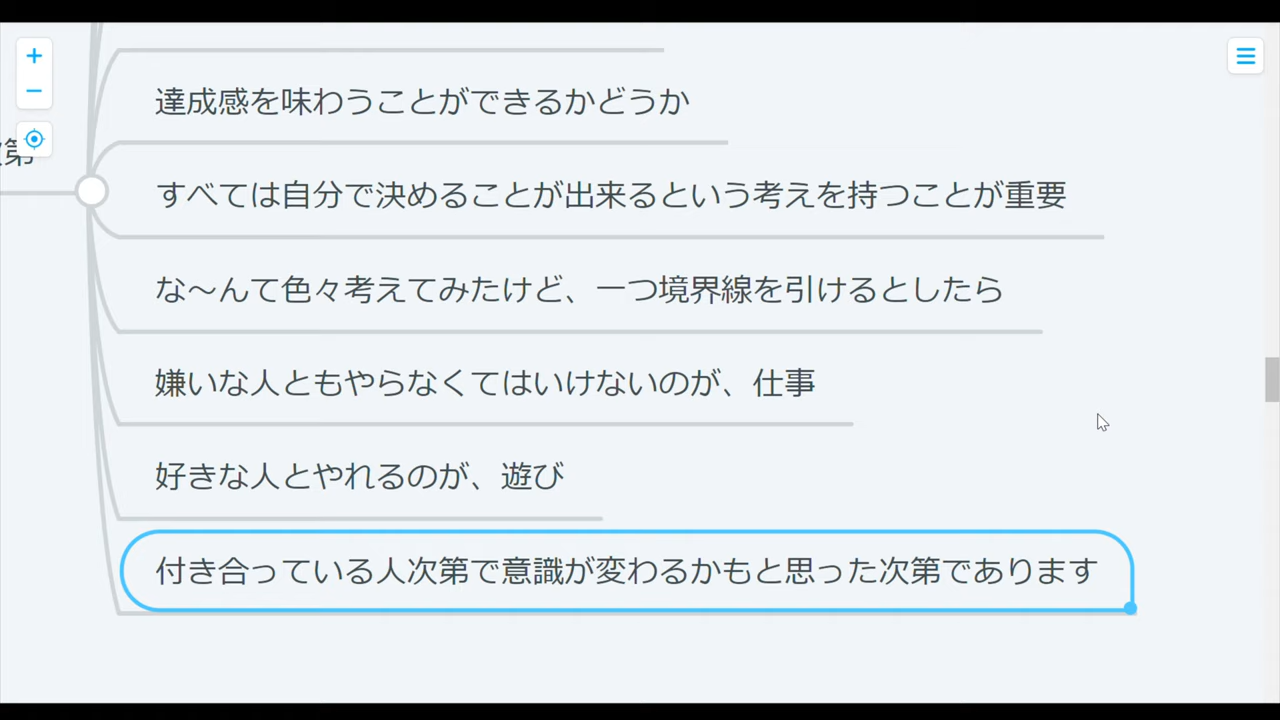 達成感を味わうことができるかどうか
第
すべては自分で決めることが出来るという考えを持つことが重要
な～んて色々考えてみたけど、一つ境界線を引けるとしたら
嫌いな人ともやらなくてはいけないのが、仕事
好きな人とやれるのが、遊び
付き合っている人次第で意識が変わるかもと思った次第であります